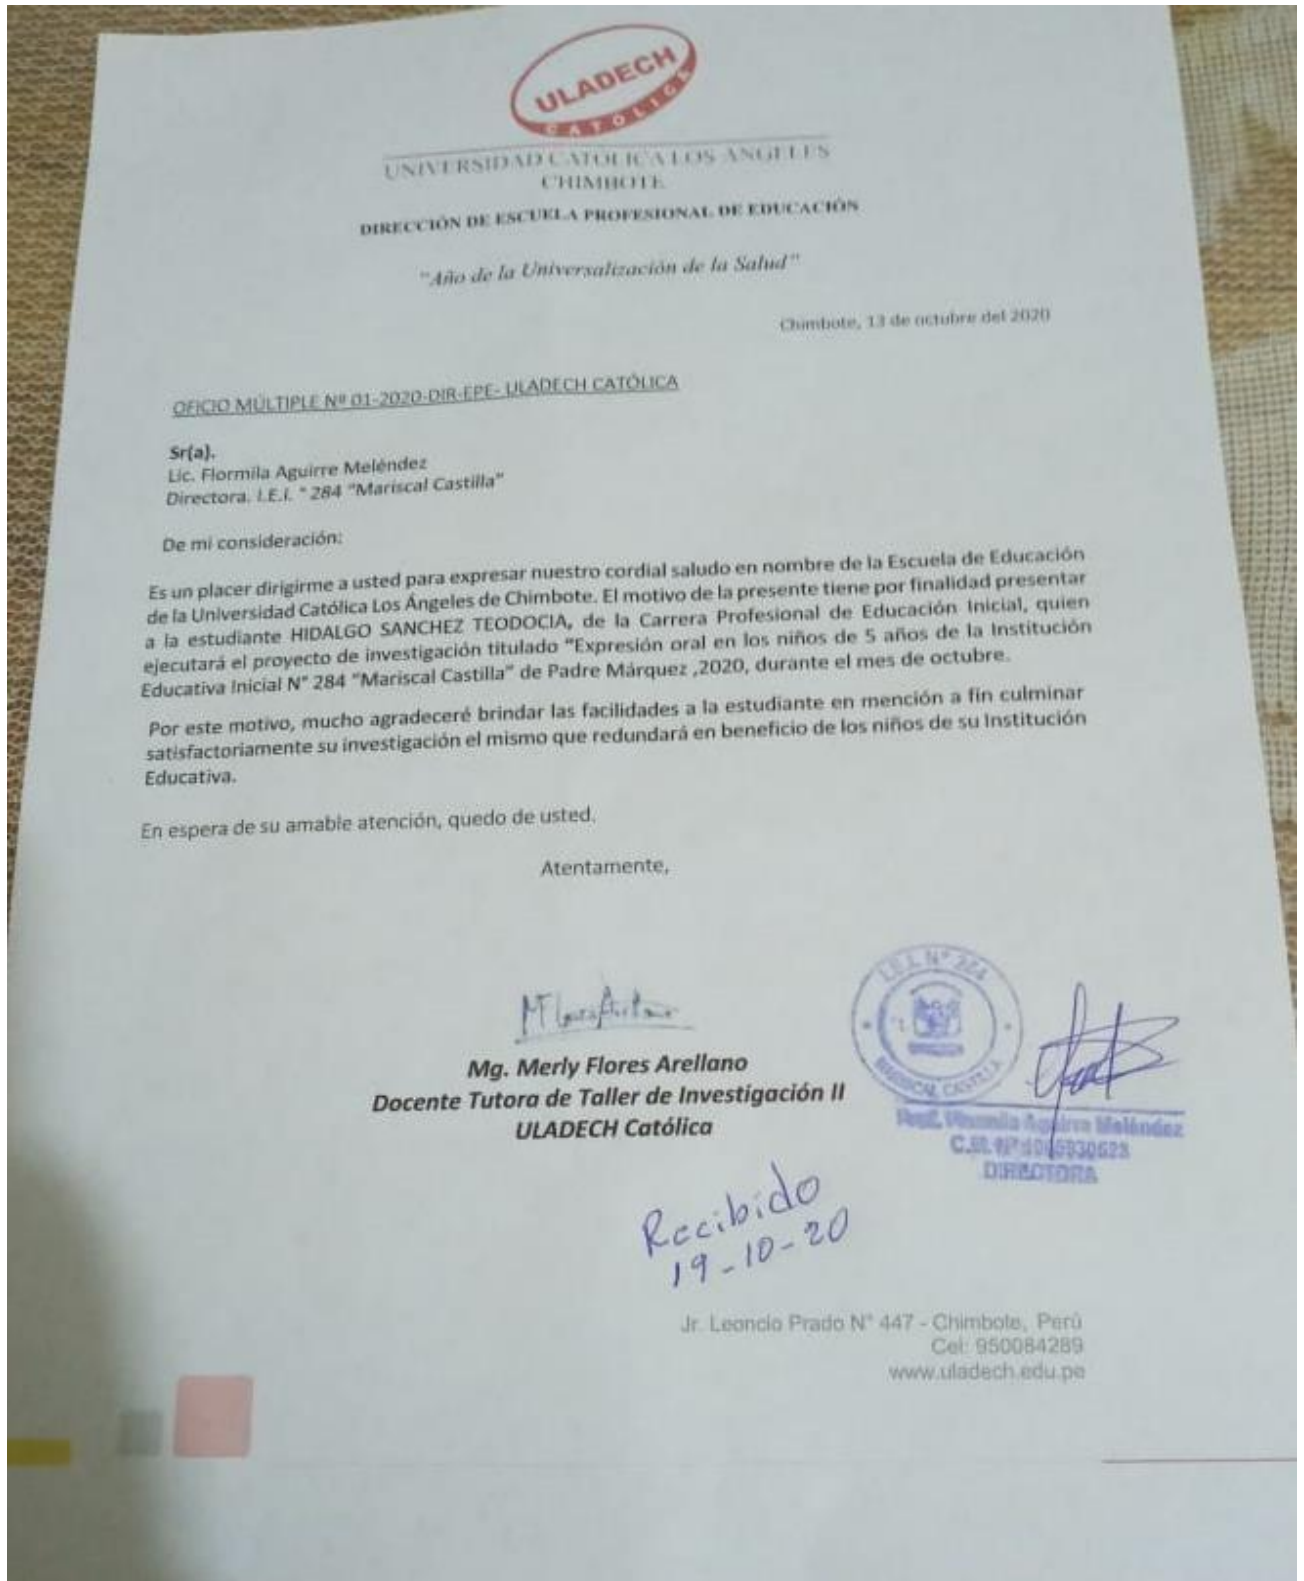 ULADECH
CATÓLICA
UNIVERSIDAD CATÓLICA LOS ANGELES
CHIMBOTE
DIRECCIÓN DE ESCUELA PROFESIONAL DE EDUCACIÓN
"Año de la Universalización de la Salud"
Chimbote, 13 de octubre del 2020
OFICIO MÚLTIPLE Nº 01-2020-DIR-EPE- ULADECH CATÓLICA
Sr(a).
Lic. Flormila Aguirre Meléndez
Directora. I.E.I. ° 284 "Mariscal Castilla"
De mi consideración:
Es un placer dirigirme a usted para expresar nuestro cordial saludo en nombre de la Escuela de Educación
de la Universidad Católica Los Ángeles de Chimbote. El motivo de la presente tiene por finalidad presentar
a la estudiante HIDALGO SANCHEZ TEODOCIA, de la Carrera Profesional de Educación Inicial, quien
ejecutará el proyecto de investigación titulado "Expresión oral en los niños de 5 años de la Institución
Educativa Inicial N° 284 "Mariscal Castilla" de Padre Márquez ,2020, durante el mes de octubre.
Por este motivo, mucho agradeceré brindar las facilidades a la estudiante en mención a fin culminar
satisfactoriamente su investigación el mismo que redundará en beneficio de los niños de su Institución
Educativa.
En espera de su amable atención, quedo de usted.
Atentamente,
I.E.I. N° 284
MARISCAL CASTILLA
Mg. Merly Flores Arellano
Docente Tutora de Taller de Investigación II
ULADECH Católica
Prof. Aguirre Meléndez
C.M. Nº
DIRECTORA
Recibido
19-10-20
Jr. Leoncio Prado N° 447 - Chimbote, Perú
Cel: 950084289
www.uladech.edu.pe